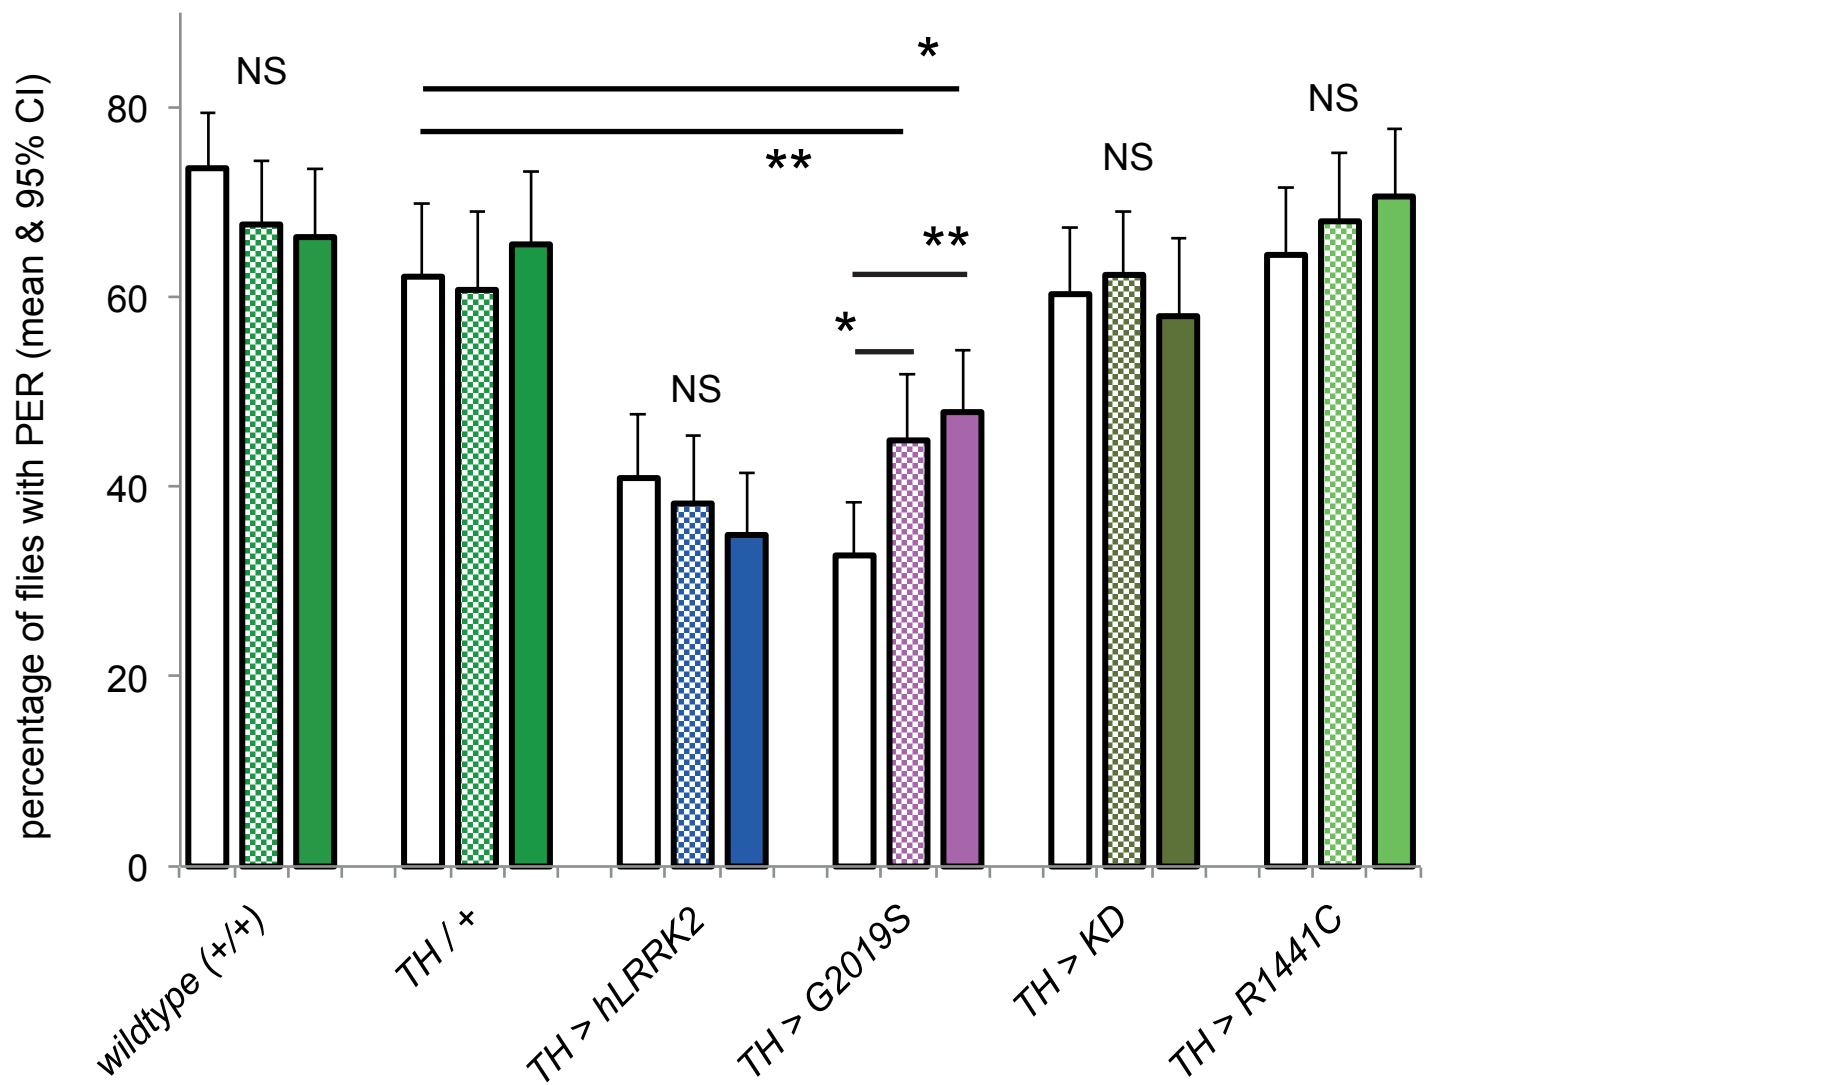 percentage of flies with PER (mean & 95% CI)
80
60
40
20
0
NS
*
**
NS
*
**
NS
NS
wildtype (+/+)
TH / +
TH > hLRRK2
TH > G2019S
TH > KD
TH > R1441C